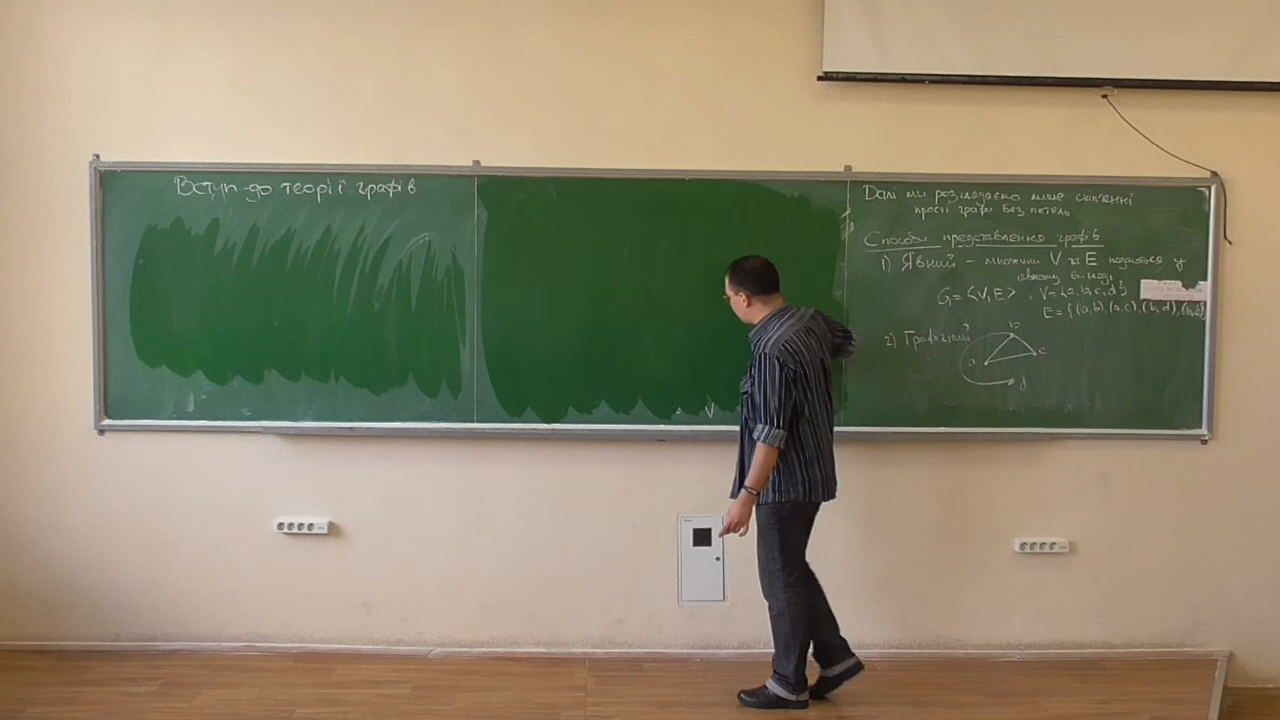 Вступ до теорії графів
Далі ми розглядаємо лише скінченні
прості графи без петель
Способи представлення графів
1) Явний – множини V та E подаються у
явному вигляді
G = ⟨V, E⟩, V = {a, b, c, d}
E = {(a, b), (a, c), (b, d), (b, c)
2) Графічний
b
a
c
d
V